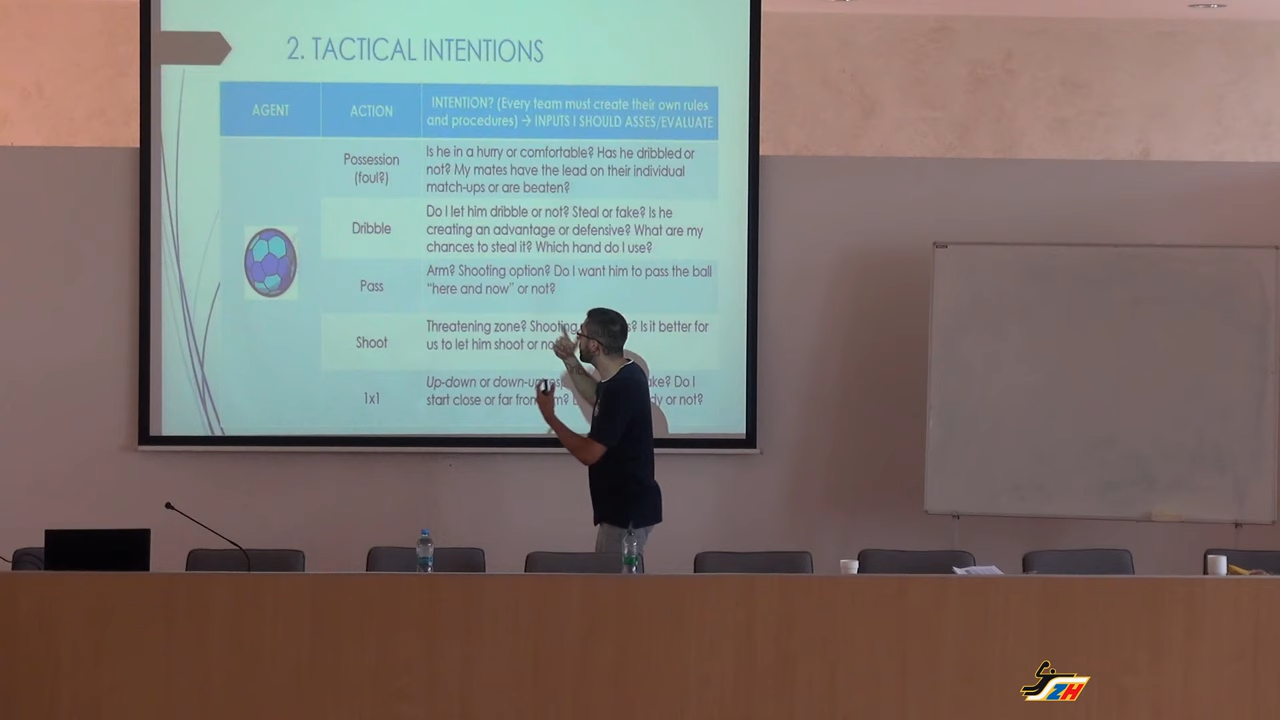 2. TACTICAL INTENTIONS
AGENT
ACTION
INTENTION? (Every team must create their own rules
and procedures) → INPUTS I SHOULD ASSES/EVALUATE
Possession
(foul?)
Is he in a hurry or comfortable? Has he dribbled or
not? My mates have the lead on their individual
match-ups or are beaten?
Dribble
Do I let him dribble or not? Steal or fake? Is he
creating an advantage or defensive? What are my
chances to steal it? Which hand do I use?
Pass
Arm? Shooting option? Do I want him to pass the ball
"here and now" or not?
Shoot
Threatening zone? Shooting ? Is it better for
us to let him shoot or
1x1
Up-down or down-up Do I
start close or far from or not?
ZH